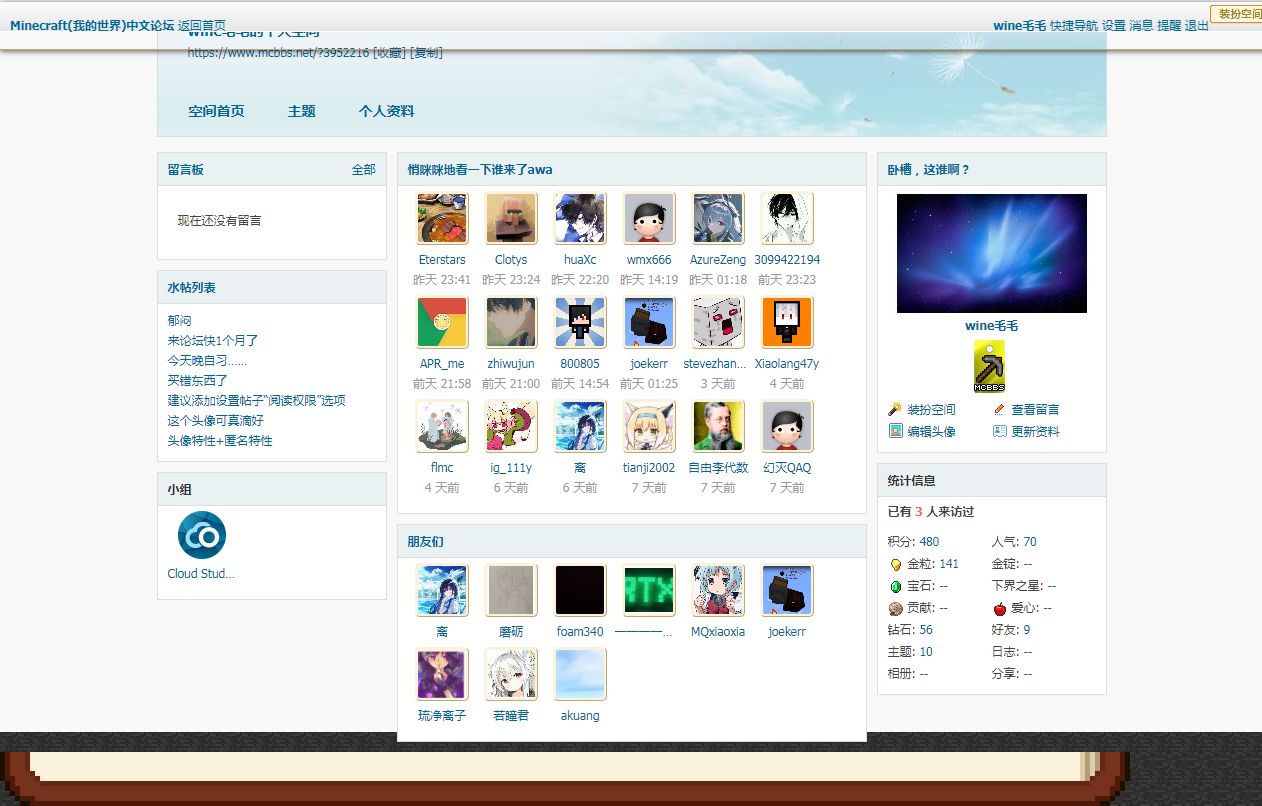 Minecraft(我的世界)中文论坛 返回首页
wine毛毛 快捷导航 设置 消息 提醒 退出
装扮空间
wine毛毛的个人空间
https://www.mcbbs.net/?3952216 [收藏] [复制]
空间首页 主题 个人资料
留言板 全部
现在还没有留言
水帖列表
郁闷
来论坛快1个月了
今天晚自习……
买错东西了
建议添加设置帖子“阅读权限”选项
这个头像可真滴好
头像特性+匿名特性
小组
Cloud Stud...
悄咪咪地看一下谁来了awa
Eterstars Clotys huaXc wmx666 AzureZeng 3099422194
昨天 23:41 昨天 23:24 昨天 22:20 昨天 14:19 昨天 01:18 前天 23:23
APR_me zhiwujun 800805 joekerr stevezhan... Xiaolang47y
前天 21:58 前天 21:00 前天 14:54 前天 01:25 3 天前 4 天前
flmc ig_111y 离 tianji2002 自由李代数 幻灭QAQ
4 天前 6 天前 6 天前 7 天前 7 天前 7 天前
朋友们
ATX
离 磨砺 foam340 一一一一... MQxiaoxia joekerr
琉净离子 若瞳君 akuang
卧槽，这谁啊？
wine毛毛
MCBBS
装扮空间 查看留言
编辑头像 更新资料
统计信息
已有 3 人来访过
积分: 480 人气: 70
金粒: 141 金锭: --
宝石: -- 下界之星: --
贡献: -- 爱心: --
钻石: 56 好友: 9
主题: 10 日志: --
相册: -- 分享: --